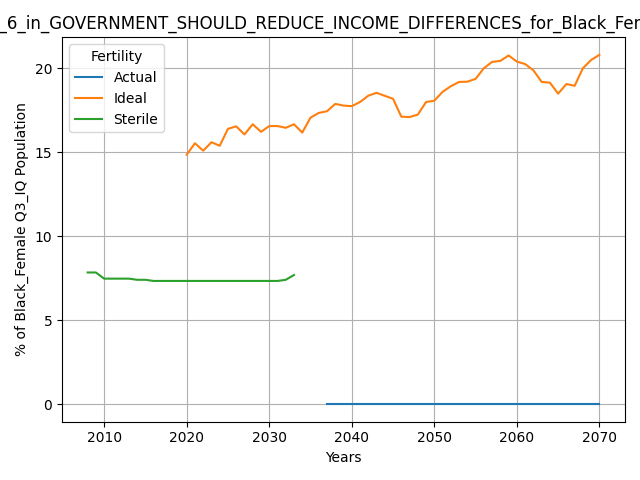 _6_in_GOVERNMENT_SHOULD_REDUCE_INCOME_DIFFERENCES_for_Black_Fer
Fertility
Actual
Ideal
Sterile
% of Black_Female Q3_IQ Population
20
15
10
5
0
2010 2020 2030 2040 2050 2060 2070
Years